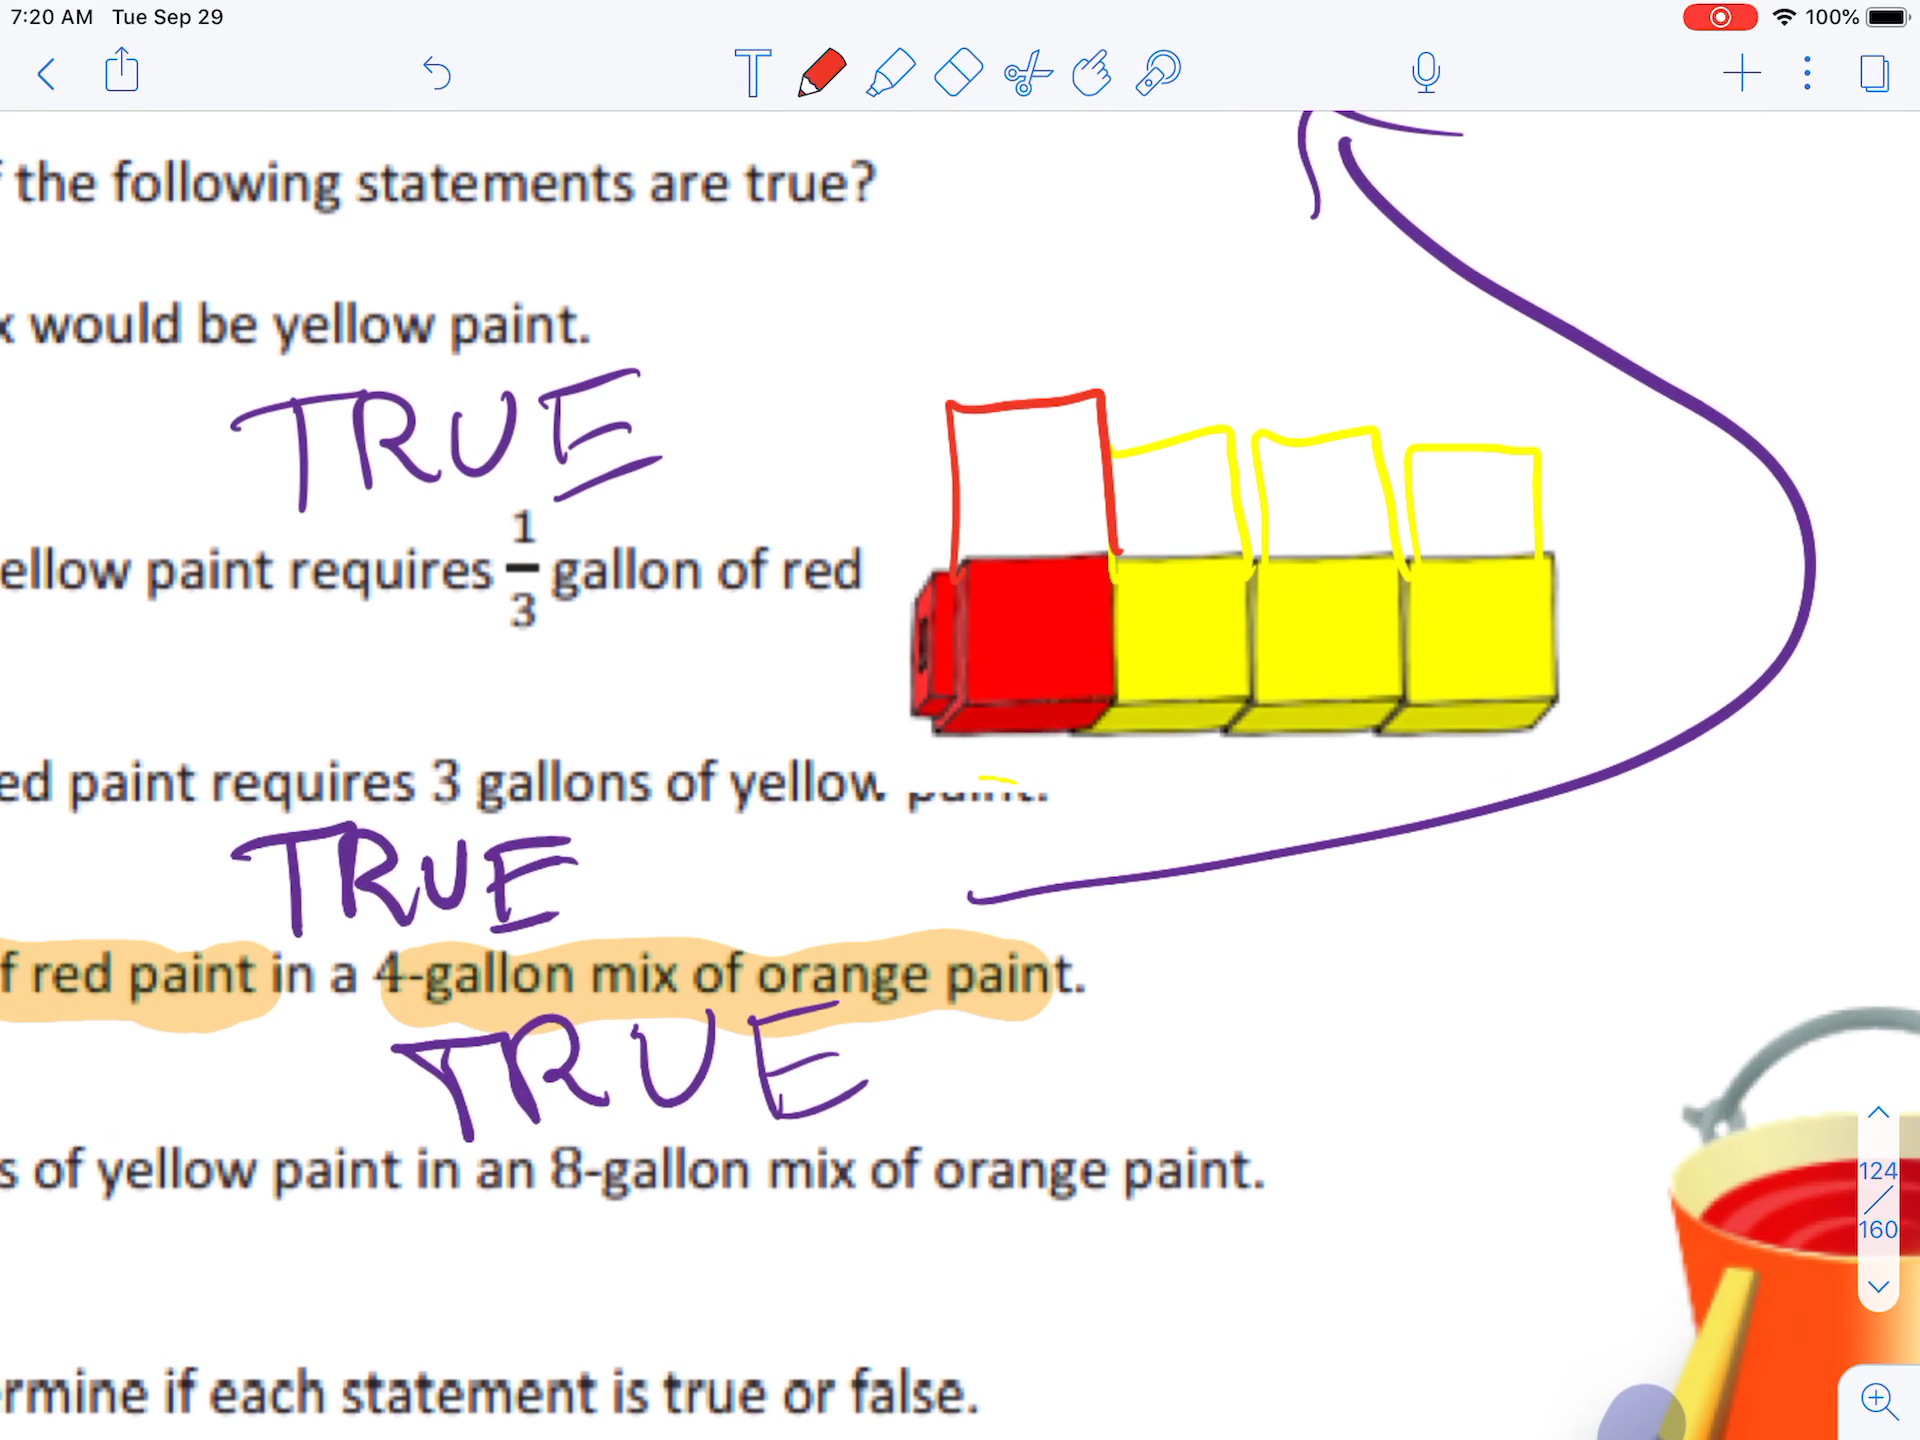 7:20 AM Tue Sep 29
100%
the following statements are true?
would be yellow paint.
TRUE
ellow paint requires 1/3 gallon of red
ed paint requires 3 gallons of yellow
TRUE
f red paint in a 4-gallon mix of orange paint.
TRUE
s of yellow paint in an 8-gallon mix of orange paint.
124
160
rmine if each statement is true or false.